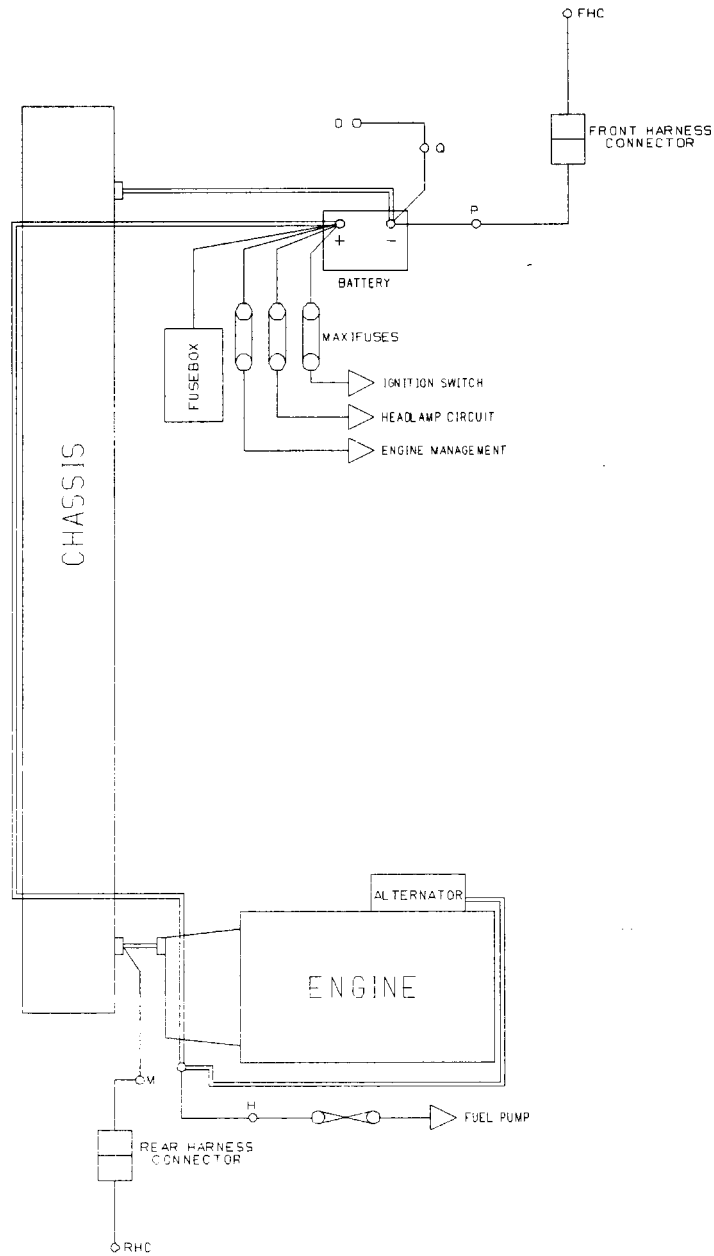 FHC
FRONT HARNESS
CONNECTOR
O
Q
P
+
-
BATTERY
MAXIFUSES
FUSEBOX
IGNITION SWITCH
HEADLAMP CIRCUIT
ENGINE MANAGEMENT
CHASSIS
ALTERNATOR
ENGINE
M
H
FUEL PUMP
REAR HARNESS
CONNECTOR
RHC